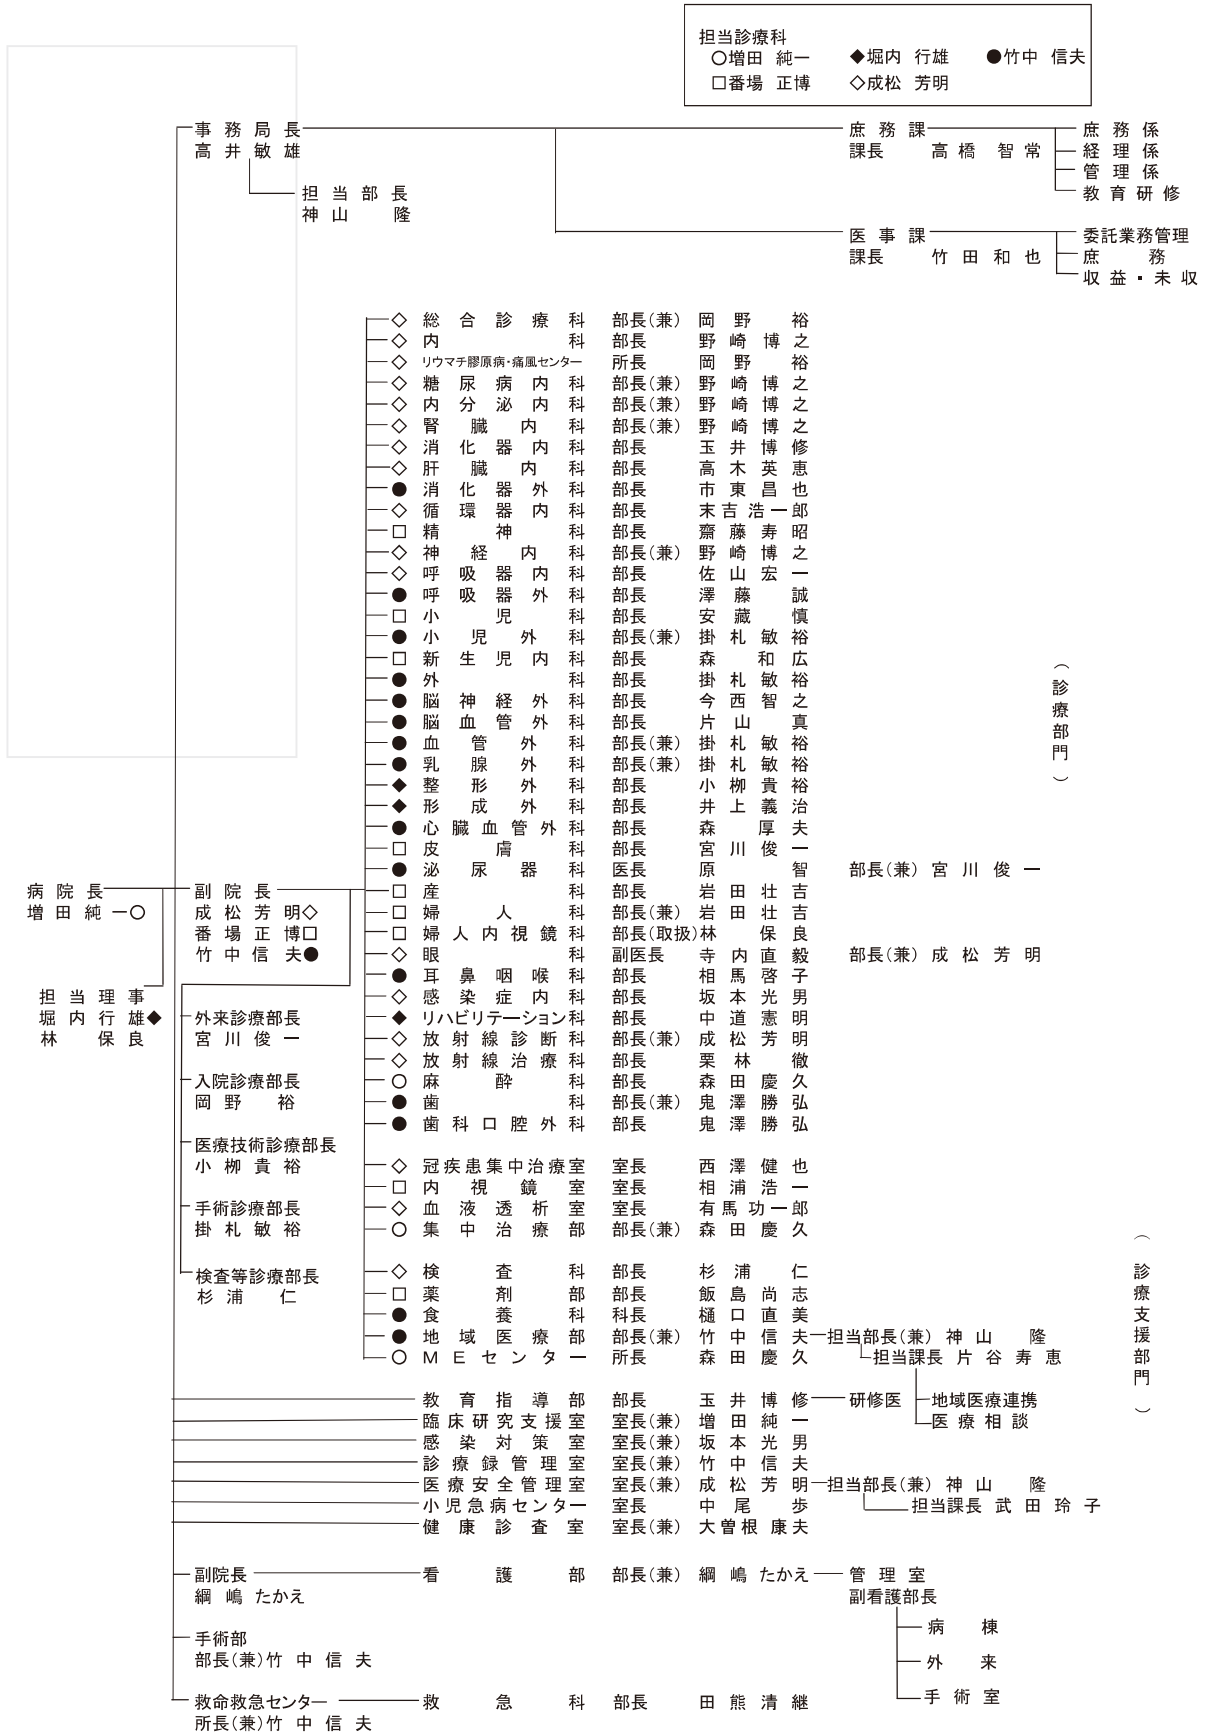 担当診療科
○増田 純一 ◆堀内 行雄 ●竹中 信夫
□番場 正博 ◇成松 芳明
事務局長 庶務課 庶務係
高井敏雄 課長 高橋 智常 経理係
管理係
担当部長 教育研修
神山 隆
医事課 委託業務管理
課長 竹田和也 庶務
収益・未収
◇ 総合診療科 部長(兼) 岡野 裕
◇ 内科 部長 野崎博之
◇ リウマチ膠原病・痛風センター 所長 岡野 裕
◇ 糖尿病内科 部長(兼) 野崎博之
◇ 内分泌内科 部長(兼) 野崎博之
◇ 腎臓内科 部長(兼) 野崎博之
◇ 消化器内科 部長 玉井博修
◇ 肝臓内科 部長 高木英恵
● 消化器外科 部長 市東昌也
◇ 循環器内科 部長 末吉浩一郎
□ 精神科 部長 齋藤寿昭
◇ 神経内科 部長(兼) 野崎博之
◇ 呼吸器内科 部長 佐山宏一
● 呼吸器外科 部長 澤藤 誠
□ 小児科 部長 安藏 慎
● 小児外科 部長(兼) 掛札敏裕
□ 新生児内科 部長 森 和広
● 外科 部長 掛札敏裕
● 脳神経外科 部長 今西智之
● 脳血管外科 部長 片山 真
● 血管外科 部長(兼) 掛札敏裕
● 乳腺外科 部長(兼) 掛札敏裕
◆ 整形外科 部長 小栁貴裕
◆ 形成外科 部長 井上義治
● 心臓血管外科 部長 森 厚夫
□ 皮膚科 部長 宮川俊一
● 泌尿器科 医長 原 智 部長(兼) 宮川俊一
(診療部門)
病院長 副院長 □ 産科 部長 岩田壮吉
増田純一○ 成松芳明◇ □ 婦人科 部長(兼) 岩田壮吉
番場正博□ □ 婦人内視鏡科 部長(取扱) 林 保良
竹中信夫● ◇ 眼科 副医長 寺内直毅 部長(兼) 成松芳明
● 耳鼻咽喉科 部長 相馬啓子
担当理事 ◇ 感染症内科 部長 坂本光男
堀内行雄◆ 外来診療部長 ◆ リハビリテーション科 部長 中道憲明
林 保良 宮川俊一 ◇ 放射線診断科 部長(兼) 成松芳明
◇ 放射線治療科 部長 栗林 徹
入院診療部長 ○ 麻酔科 部長 森田慶久
岡野 裕 ● 歯科 部長(兼) 鬼澤勝弘
● 歯科口腔外科 部長 鬼澤勝弘
医療技術診療部長
小栁貴裕 ◇ 冠疾患集中治療室 室長 西澤健也
□ 内視鏡室 室長 相浦浩一
手術診療部長 ◇ 血液透析室 室長 有馬功一郎
掛札敏裕 ○ 集中治療部 部長(兼) 森田慶久
検査等診療部長 ◇ 検査科 部長 杉浦 仁
杉浦 仁 □ 薬剤部 部長 飯島尚志
● 食養科 科長 樋口直美
● 地域医療部 部長(兼) 竹中信夫 担当部長(兼) 神山 隆
○ MEセンター 所長 森田慶久 担当課長 片谷寿恵
(診療支援部門)
教育指導部 部長 玉井博修 研修医 地域医療連携
臨床研究支援室 室長(兼) 増田純一 医療相談
感染対策室 室長(兼) 坂本光男
診療録管理室 室長(兼) 竹中信夫
医療安全管理室 室長(兼) 成松芳明 担当部長(兼) 神山 隆
小児急病センター 室長 中尾 歩 担当課長 武田玲子
健康診査室 室長(兼) 大曽根康夫
副院長 看護部 部長(兼) 綱嶋たかえ 管理室
綱嶋たかえ 副看護部長
病棟
手術部
部長(兼) 竹中信夫 外来
手術室
救命救急センター 救急科 部長 田熊清継
所長(兼) 竹中信夫